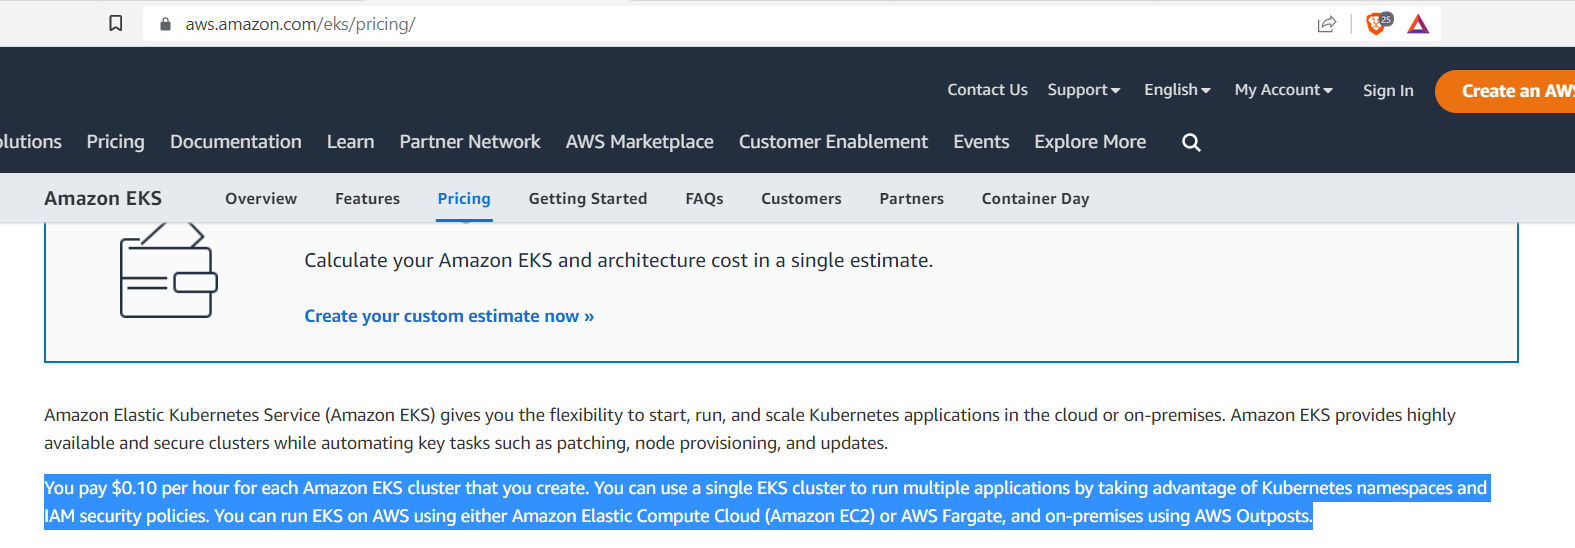 aws.amazon.com/eks/pricing/
25
Contact Us Support English My Account Sign In Create an AWS
olutions Pricing Documentation Learn Partner Network AWS Marketplace Customer Enablement Events Explore More
Amazon EKS Overview Features Pricing Getting Started FAQs Customers Partners Container Day
Calculate your Amazon EKS and architecture cost in a single estimate.
Create your custom estimate now »
Amazon Elastic Kubernetes Service (Amazon EKS) gives you the flexibility to start, run, and scale Kubernetes applications in the cloud or on-premises. Amazon EKS provides highly
available and secure clusters while automating key tasks such as patching, node provisioning, and updates.
You pay $0.10 per hour for each Amazon EKS cluster that you create. You can use a single EKS cluster to run multiple applications by taking advantage of Kubernetes namespaces and
IAM security policies. You can run EKS on AWS using either Amazon Elastic Compute Cloud (Amazon EC2) or AWS Fargate, and on-premises using AWS Outposts.